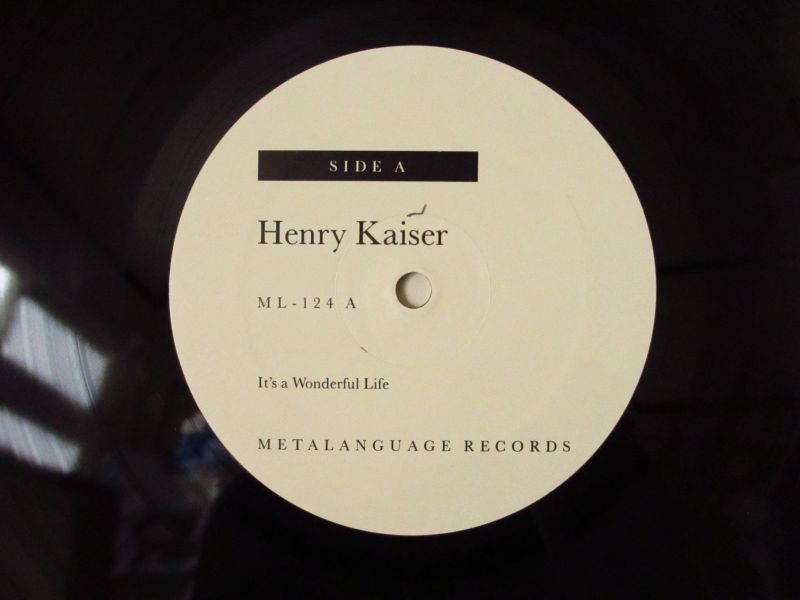 SIDE A
Henry Kaiser
ML-124 A
It's a Wonderful Life
METALANGUAGE RECORDS